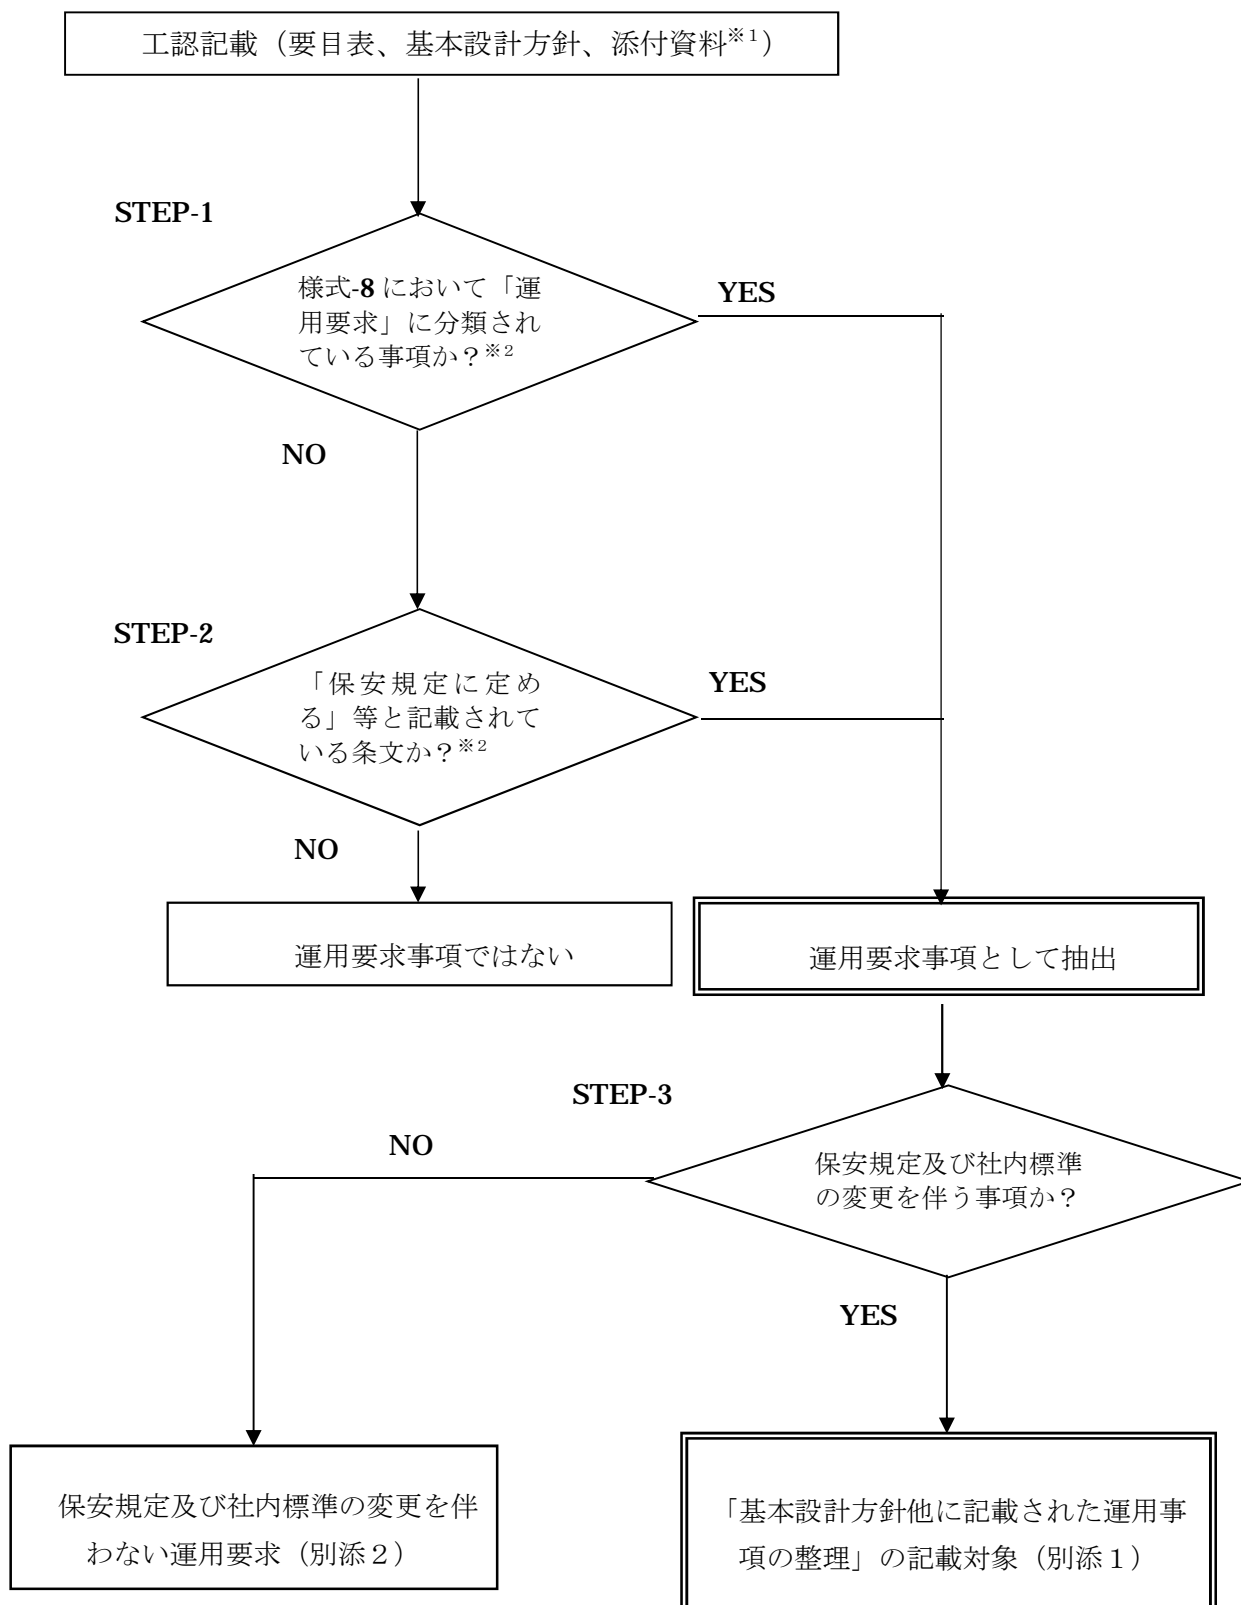 工認記載（要目表、基本設計方針、添付資料※1）
STEP-1
様式-8 において「運
用要求」に分類され
ている事項か？※2
YES
NO
STEP-2
「保安規定に定め
る」等と記載されて
いる条文か？※2
YES
NO
運用要求事項ではない
運用要求事項として抽出
STEP-3
NO
保安規定及び社内標準
の変更を伴う事項か？
YES
保安規定及び社内標準の変更を伴
わない運用要求（別添２）
「基本設計方針他に記載された運用事
項の整理」の記載対象（別添１）